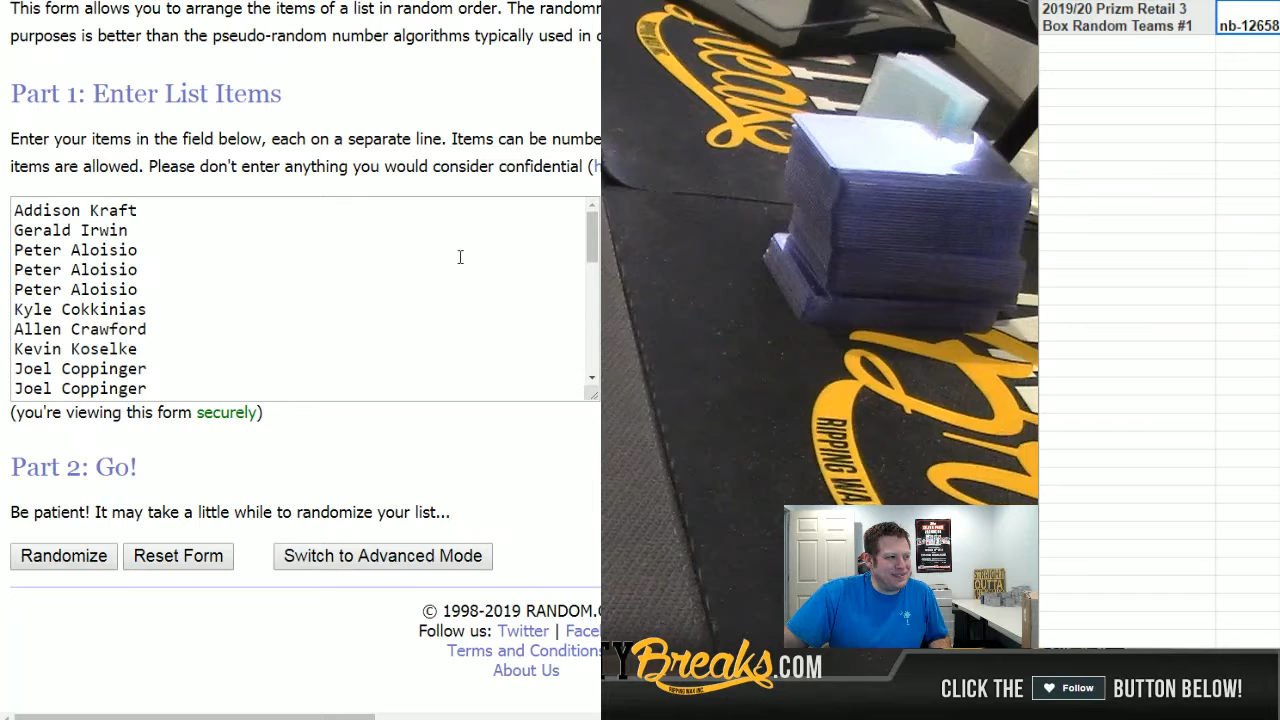 This form allows you to arrange the items of a list in random order. The randomn
purposes is better than the pseudo-random number algorithms typically used in c
Part 1: Enter List Items
Enter your items in the field below, each on a separate line. Items can be numbe
items are allowed. Please don't enter anything you would consider confidential (h
Addison Kraft
Gerald Irwin
Peter Aloisio
Peter Aloisio
Peter Aloisio
Kyle Cokkinias
Allen Crawford
Kevin Koselke
Joel Coppinger
Joel Coppinger
(you're viewing this form securely)
Part 2: Go!
Be patient! It may take a little while to randomize your list...
Randomize
Reset Form
Switch to Advanced Mode
© 1998-2019 RANDOM.O
Follow us: Twitter | Face
Terms and Conditions
About Us
2019/20 Prizm Retail 3
Box Random Teams #1
nb-12658
RIPPING WA
STRAIGHT
OUTTA
TYBreaks.COM
RIPPING WAX INC.
CLICK THE Follow BUTTON BELOW!